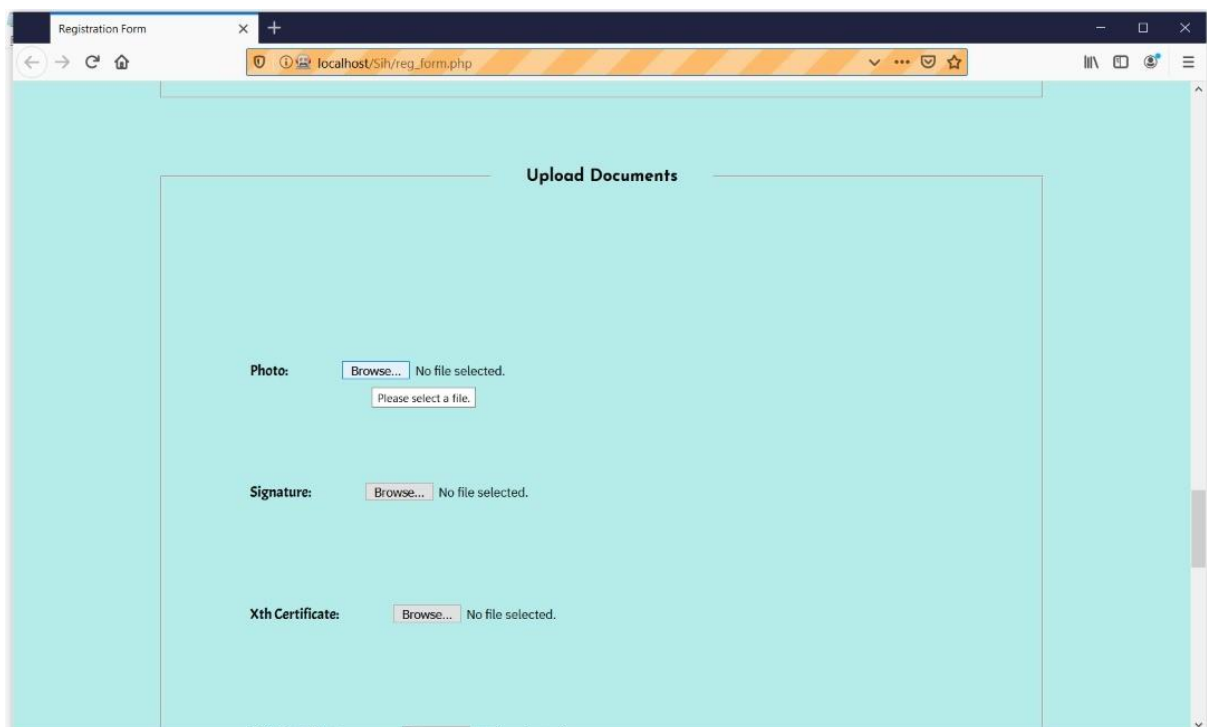 Registration Form
localhost/Sih/reg_form.php
Upload Documents
Photo: Browse... No file selected.
Please select a file.
Signature: Browse... No file selected.
Xth Certificate: Browse... No file selected.